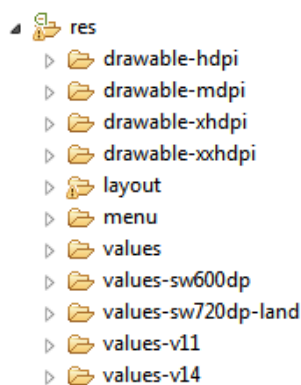 res
drawable-hdpi
drawable-mdpi
drawable-xhdpi
drawable-xxhdpi
layout
menu
values
values-sw600dp
values-sw720dp-land
values-v11
values-v14